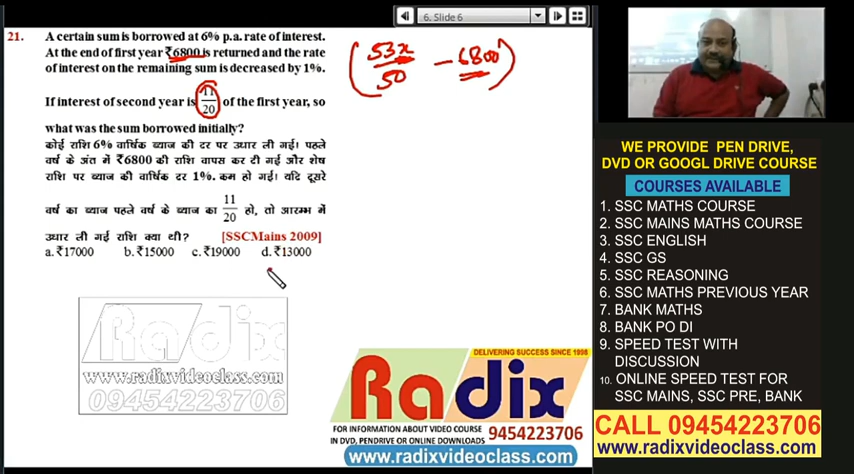 6. Slide 6
21. A certain sum is borrowed at 6% p.a. rate of interest.
At the end of first year ₹6800 is returned and the rate
of interest on the remaining sum is decreased by 1%.
If interest of second year is 11/20 of the first year, so
what was the sum borrowed initially?
कोई राशि 6% वार्षिक ब्याज की दर पर उधार ली गई। पहले
वर्ष के अंत में ₹6800 की राशि वापस कर दी गई और शेष
राशि पर ब्याज की वार्षिक दर 1%. कम हो गई। यदि दूसरे
वर्ष का ब्याज पहले वर्ष के ब्याज का 11/20 हो, तो आरम्भ में
उधार ली गई राशि क्या थी? [SSCMains 2009]
a.₹17000 b.₹15000 c.₹19000 d.₹13000
(53x/50 - 6800)
Radix
www.radixvideoclass.com
09454223706
DELIVERING SUCCESS SINCE 1998
Radix
FOR INFORMATION ABOUT VIDEO COURSE
IN DVD, PENDRIVE OR ONLINE DOWNLOADS 9454223706
www.radixvideoclass.com
WE PROVIDE PEN DRIVE,
DVD OR GOOGL DRIVE COURSE
COURSES AVAILABLE
1. SSC MATHS COURSE
2. SSC MAINS MATHS COURSE
3. SSC ENGLISH
4. SSC GS
5. SSC REASONING
6. SSC MATHS PREVIOUS YEAR
7. BANK MATHS
8. BANK PO DI
9. SPEED TEST WITH
DISCUSSION
10. ONLINE SPEED TEST FOR
SSC MAINS, SSC PRE, BANK
CALL 09454223706
www.radixvideoclass.com